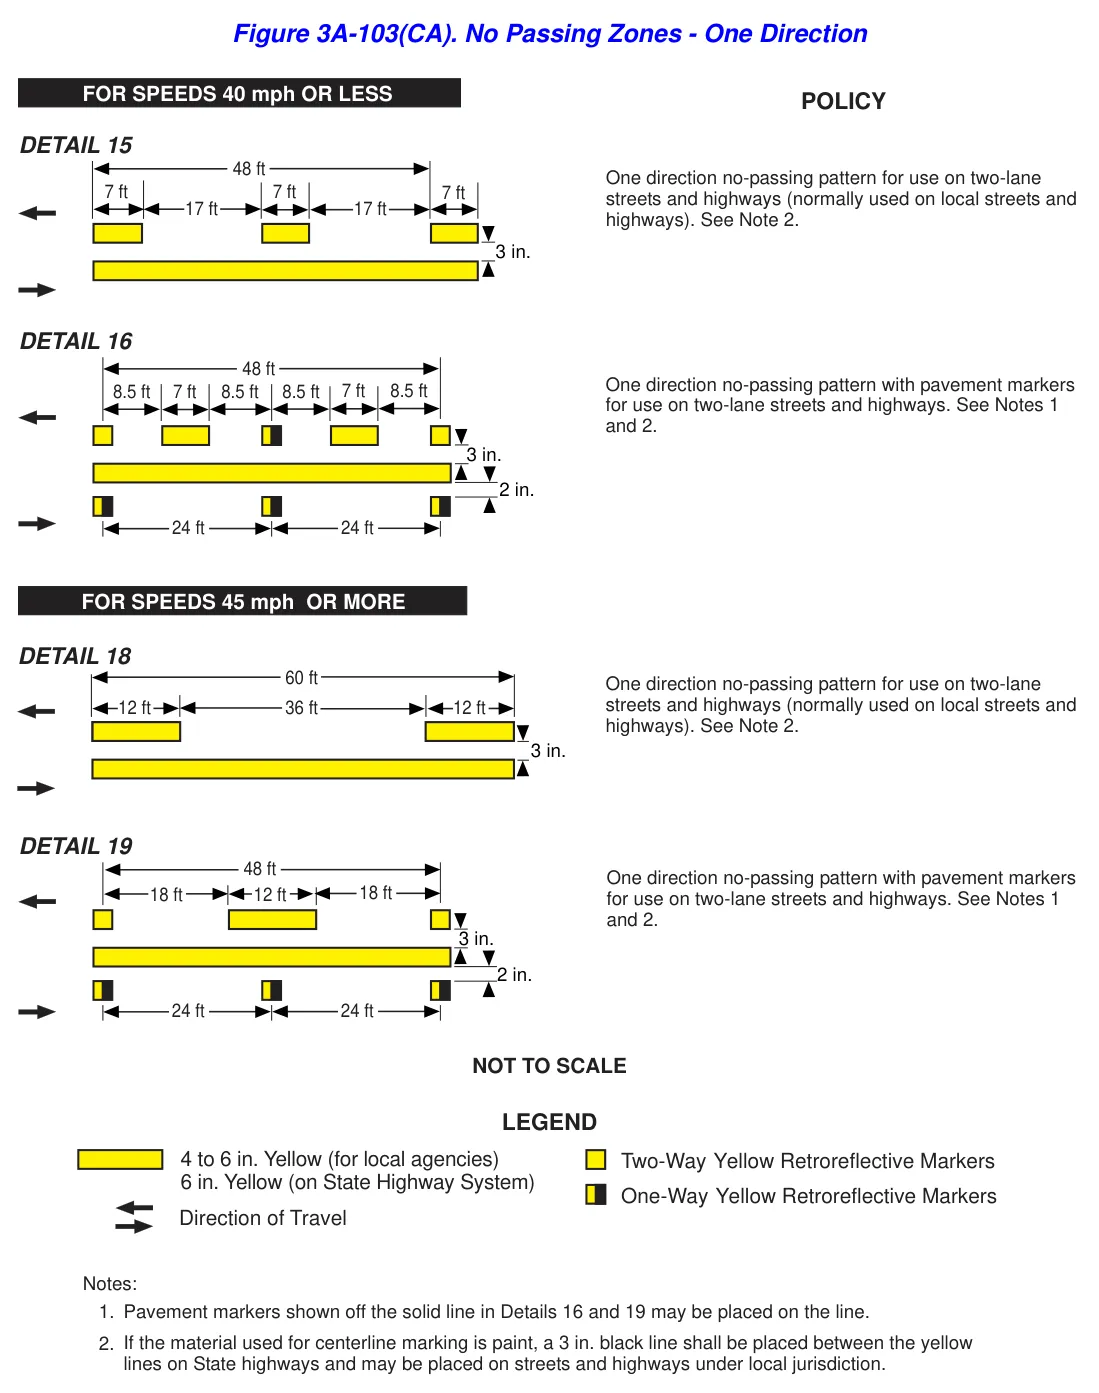 Figure 3A-103(CA). No Passing Zones - One Direction
FOR SPEEDS 40 mph OR LESS
POLICY
DETAIL 15
48 ft
7 ft
7 ft
7 ft
17 ft
17 ft
3 in.
One direction no-passing pattern for use on two-lane
streets and highways (normally used on local streets and
highways). See Note 2.
DETAIL 16
48 ft
8.5 ft
7 ft
8.5 ft
8.5 ft
7 ft
8.5 ft
3 in.
2 in.
24 ft
24 ft
One direction no-passing pattern with pavement markers
for use on two-lane streets and highways. See Notes 1
and 2.
FOR SPEEDS 45 mph OR MORE
DETAIL 18
60 ft
12 ft
36 ft
12 ft
3 in.
One direction no-passing pattern for use on two-lane
streets and highways (normally used on local streets and
highways). See Note 2.
DETAIL 19
48 ft
18 ft
12 ft
18 ft
3 in.
2 in.
24 ft
24 ft
One direction no-passing pattern with pavement markers
for use on two-lane streets and highways. See Notes 1
and 2.
NOT TO SCALE
LEGEND
4 to 6 in. Yellow (for local agencies)
6 in. Yellow (on State Highway System)
Direction of Travel
Two-Way Yellow Retroreflective Markers
One-Way Yellow Retroreflective Markers
Notes:
1. Pavement markers shown off the solid line in Details 16 and 19 may be placed on the line.
2. If the material used for centerline marking is paint, a 3 in. black line shall be placed between the yellow
lines on State highways and may be placed on streets and highways under local jurisdiction.